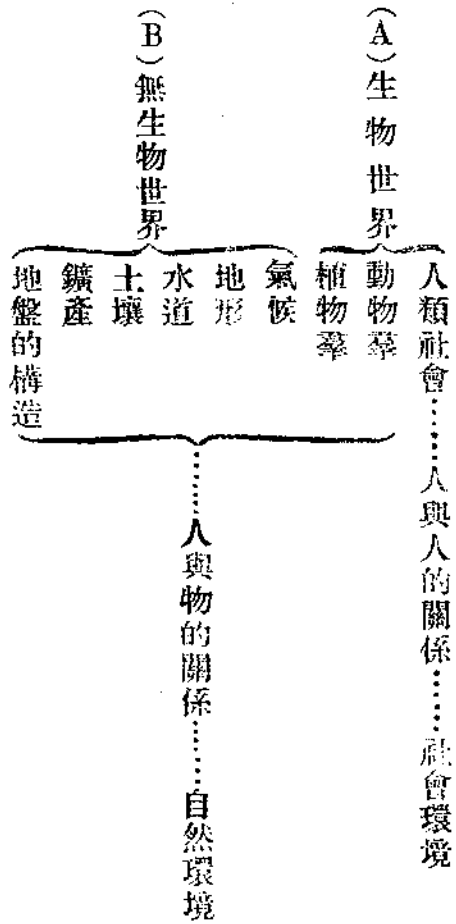 （A）生物世界
人類社會……人與人的關係……社會環境
動物羣
植物羣
（B）無生物世界
氣候
地形
水道
土壤
鑛產
地盤的構造
……人與物的關係……自然環境